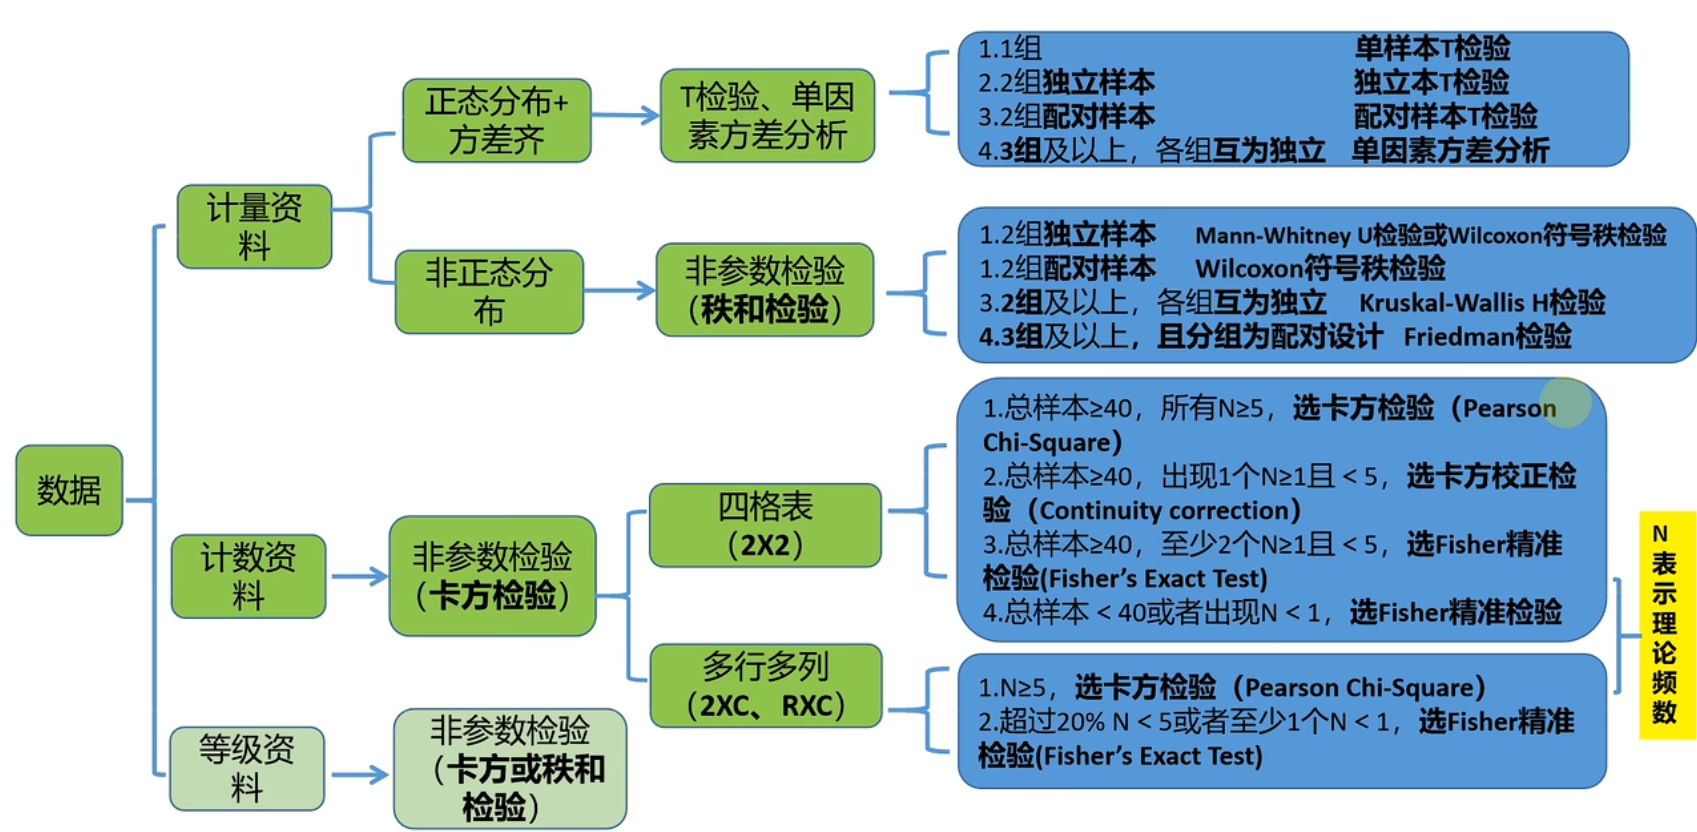 数据
计量资
料
正态分布+
方差齐
T检验、单因
素方差分析
1.1组 单样本T检验
2.2组独立样本 独立本T检验
3.2组配对样本 配对样本T检验
4.3组及以上，各组互为独立 单因素方差分析
非正态分
布
非参数检验
（秩和检验）
1.2组独立样本 Mann-Whitney U检验或Wilcoxon符号秩检验
1.2组配对样本 Wilcoxon符号秩检验
3.2组及以上，各组互为独立 Kruskal-Wallis H检验
4.3组及以上，且分组为配对设计 Friedman检验
计数资
料
非参数检验
（卡方检验）
四格表
（2X2）
1.总样本≥40，所有N≥5，选卡方检验（Pearson
Chi-Square）
2.总样本≥40，出现1个N≥1且＜5，选卡方校正检
验（Continuity correction）
3.总样本≥40，至少2个N≥1且＜5，选Fisher精准
检验(Fisher’s Exact Test)
4.总样本＜40或者出现N＜1，选Fisher精准检验
多行多列
（2XC、RXC）
1.N≥5，选卡方检验（Pearson Chi-Square）
2.超过20% N＜5或者至少1个N＜1，选Fisher精准
检验(Fisher’s Exact Test)
N
表
示
理
论
频
数
等级资
料
非参数检验
（卡方或秩和
检验）